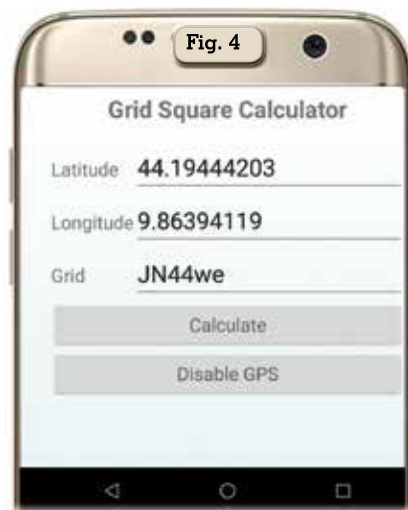 Fig. 4
Grid Square Calculator
Latitude 44.19444203
Longitude 9.86394119
Grid JN44we
Calculate
Disable GPS